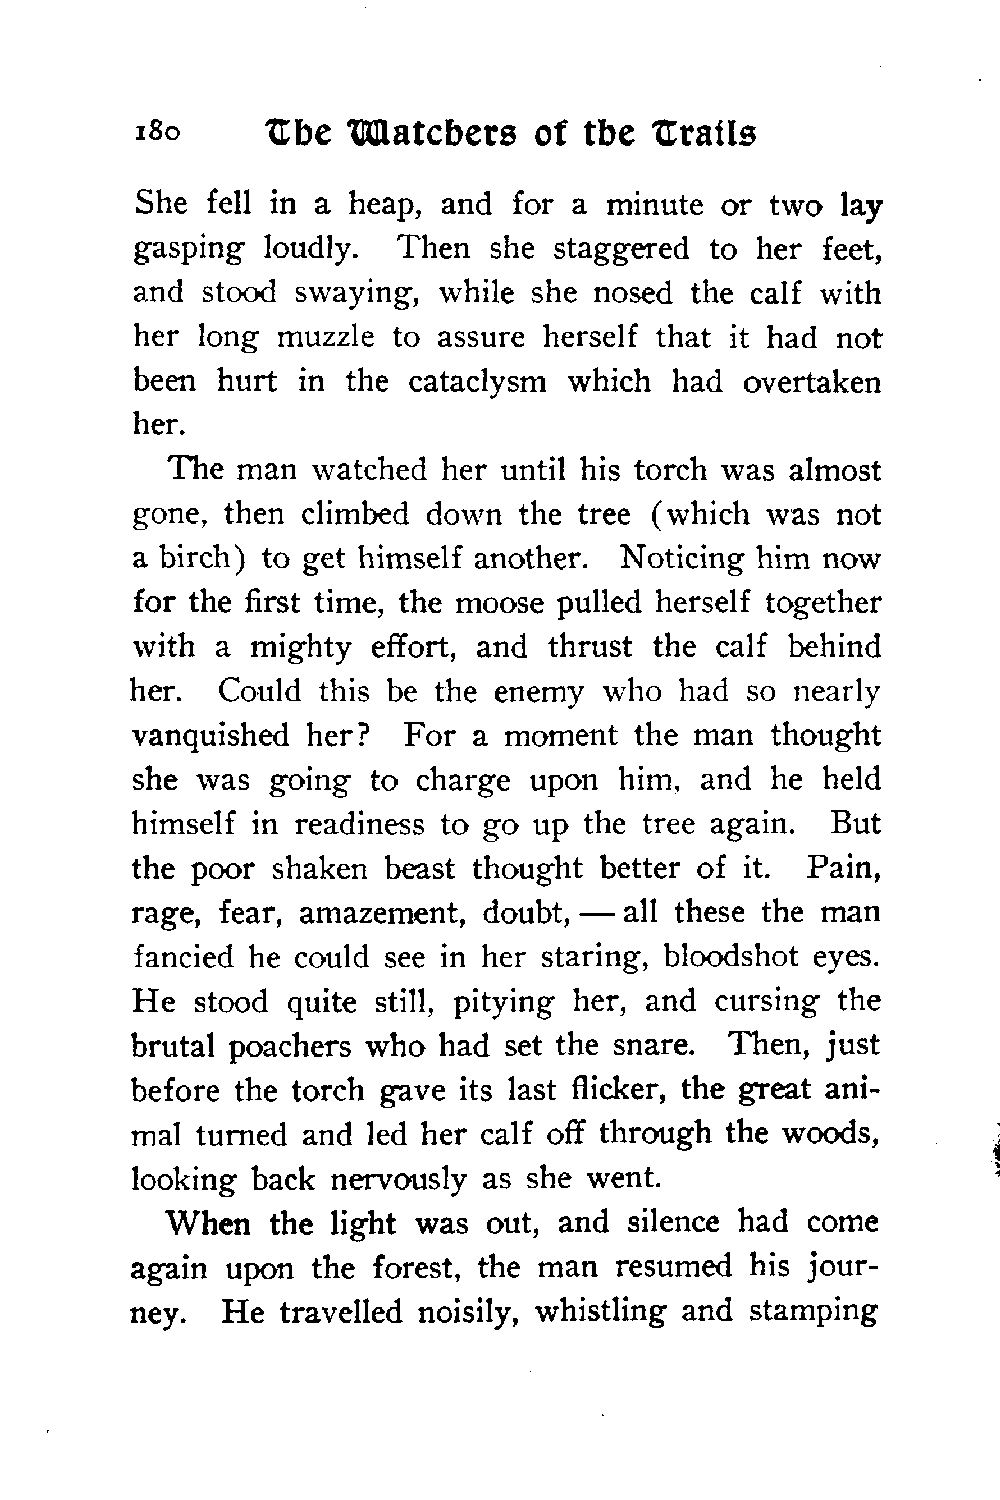 180 The Watchers of the Trails
She fell in a heap, and for a minute or two lay
gasping loudly. Then she staggered to her feet,
and stood swaying, while she nosed the calf with
her long muzzle to assure herself that it had not
been hurt in the cataclysm which had overtaken
her.
The man watched her until his torch was almost
gone, then climbed down the tree (which was not
a birch) to get himself another. Noticing him now
for the first time, the moose pulled herself together
with a mighty effort, and thrust the calf behind
her. Could this be the enemy who had so nearly
vanquished her? For a moment the man thought
she was going to charge upon him, and he held
himself in readiness to go up the tree again. But
the poor shaken beast thought better of it. Pain,
rage, fear, amazement, doubt, — all these the man
fancied he could see in her staring, bloodshot eyes.
He stood quite still, pitying her, and cursing the
brutal poachers who had set the snare. Then, just
before the torch gave its last flicker, the great ani-
mal turned and led her calf off through the woods,
looking back nervously as she went.
When the light was out, and silence had come
again upon the forest, the man resumed his jour-
ney. He travelled noisily, whistling and stamping